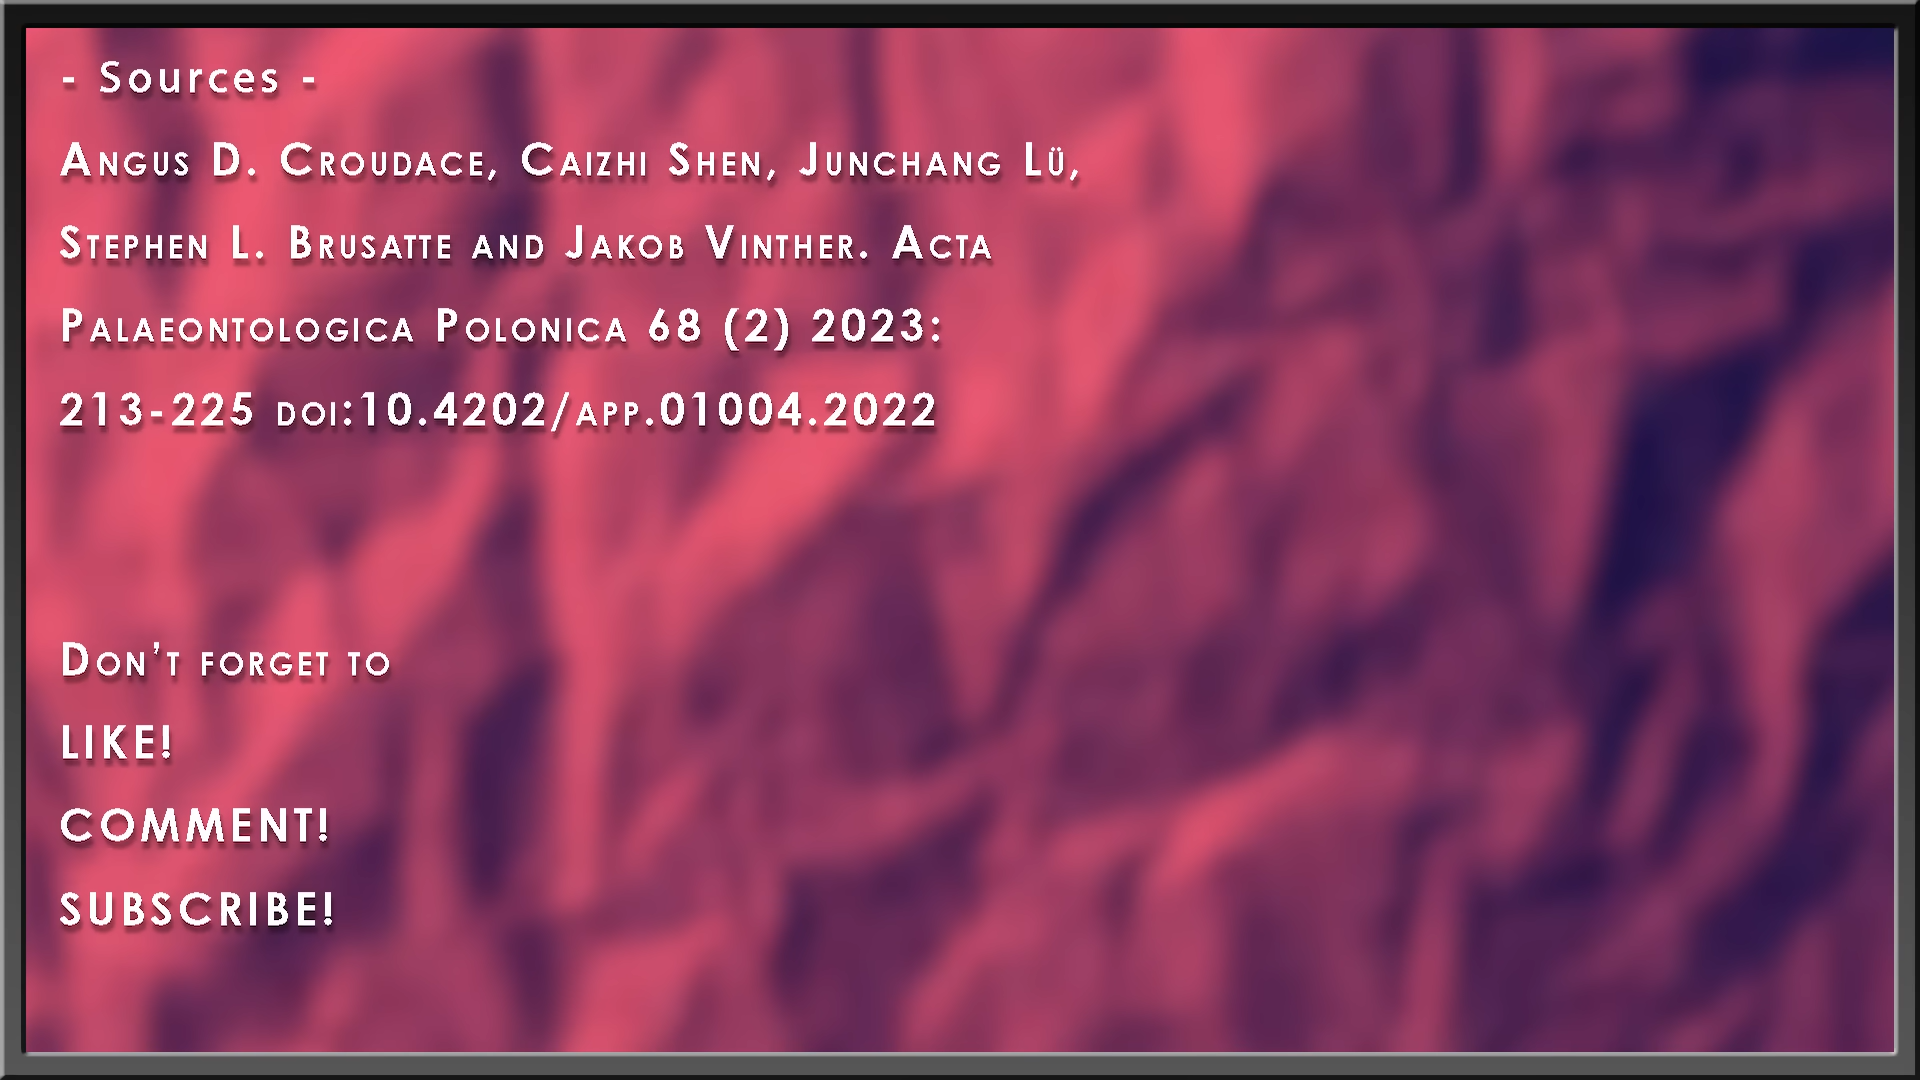 - Sources -
Angus D. Croudace, Caizhi Shen, Junchang Lü,
Stephen L. Brusatte and Jakob Vinther. Acta
Palaeontologica Polonica 68 (2) 2023:
213-225 doi:10.4202/app.01004.2022
Don't forget to
LIKE!
COMMENT!
SUBSCRIBE!